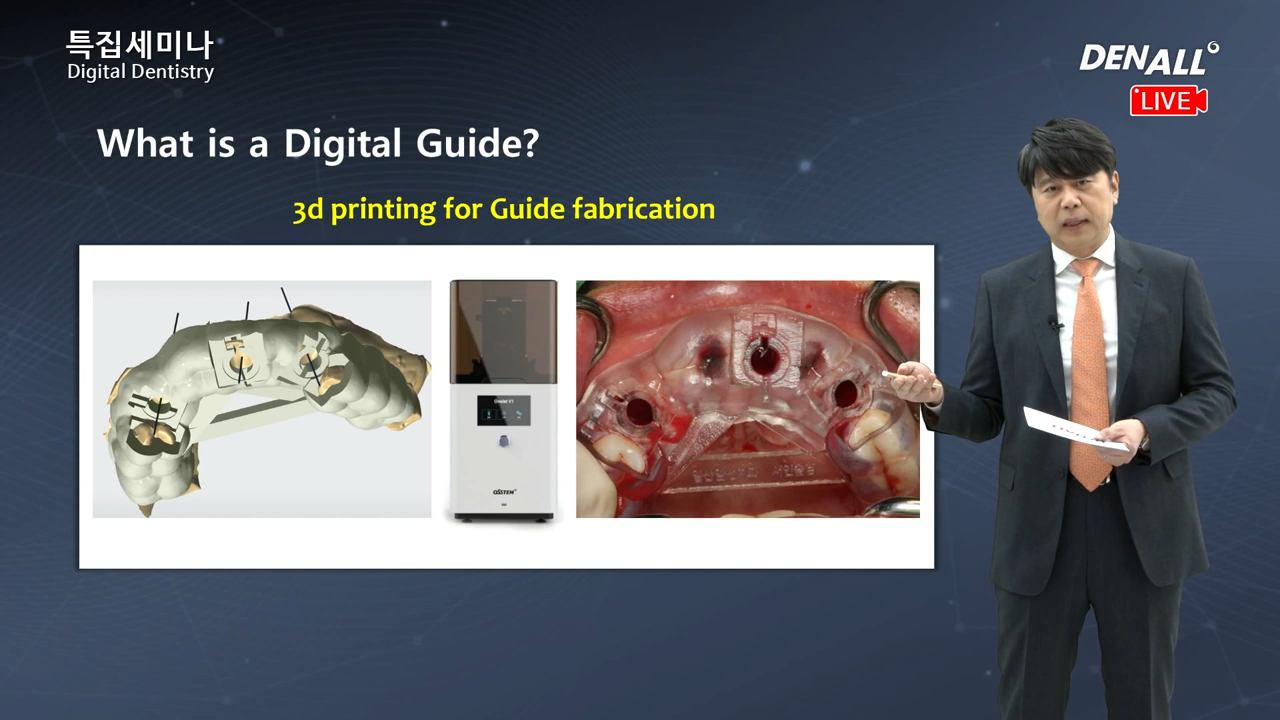 특집세미나
Digital Dentistry
DENALL
LIVE
What is a Digital Guide?
3d printing for Guide fabrication
OSSTEM